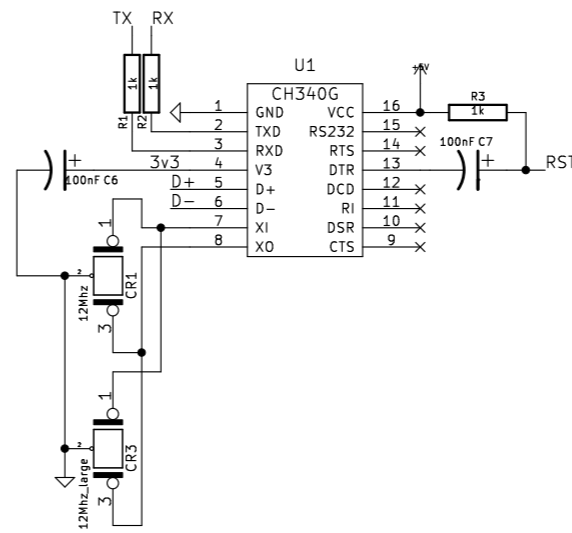 TX RX
1k
1k
R1
R2
U1
CH340G
1 GND
2 TXD
3 RXD
4 V3
5 D+
6 D-
7 XI
8 XO
VCC 16
RS232 15
RTS 14
DTR 13
DCD 12
RI 11
DSR 10
CTS 9
+5V
R3
1k
100nF C7
+
RST
+
100nF C6
3v3
D+
D-
1
2
3
12Mhz
CR1
1
2
3
12Mhz_large
CR3